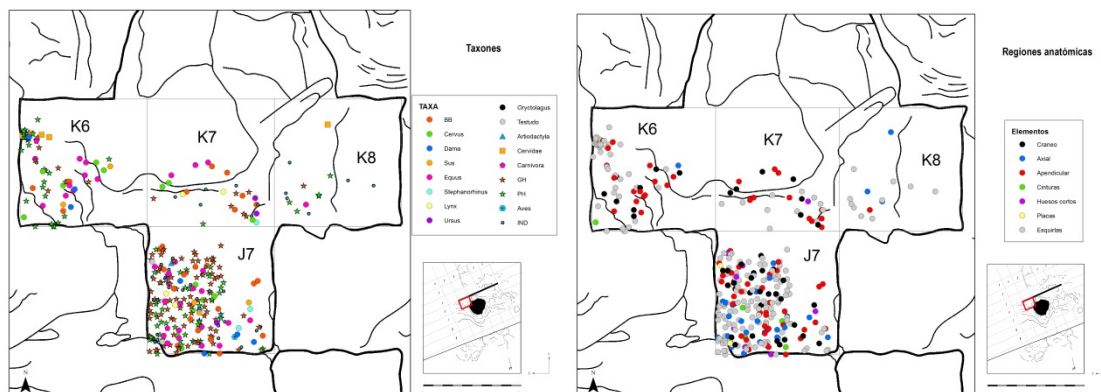 Taxones
TAXA
BB
Cervus
Dama
Sus
Equus
Stephanorhinus
Lynx
Ursus
Oryctolagus
Testudo
Artiodactyla
Cervidae
Carnivora
GH
PH
Aves
IND
K6
K7
K8
J7
N
Regiones anatómicas
Elementos
Craneo
Axial
Apendicular
Cinturas
Huesos cortos
Placas
Esquirlas
K6
K7
K8
J7
N